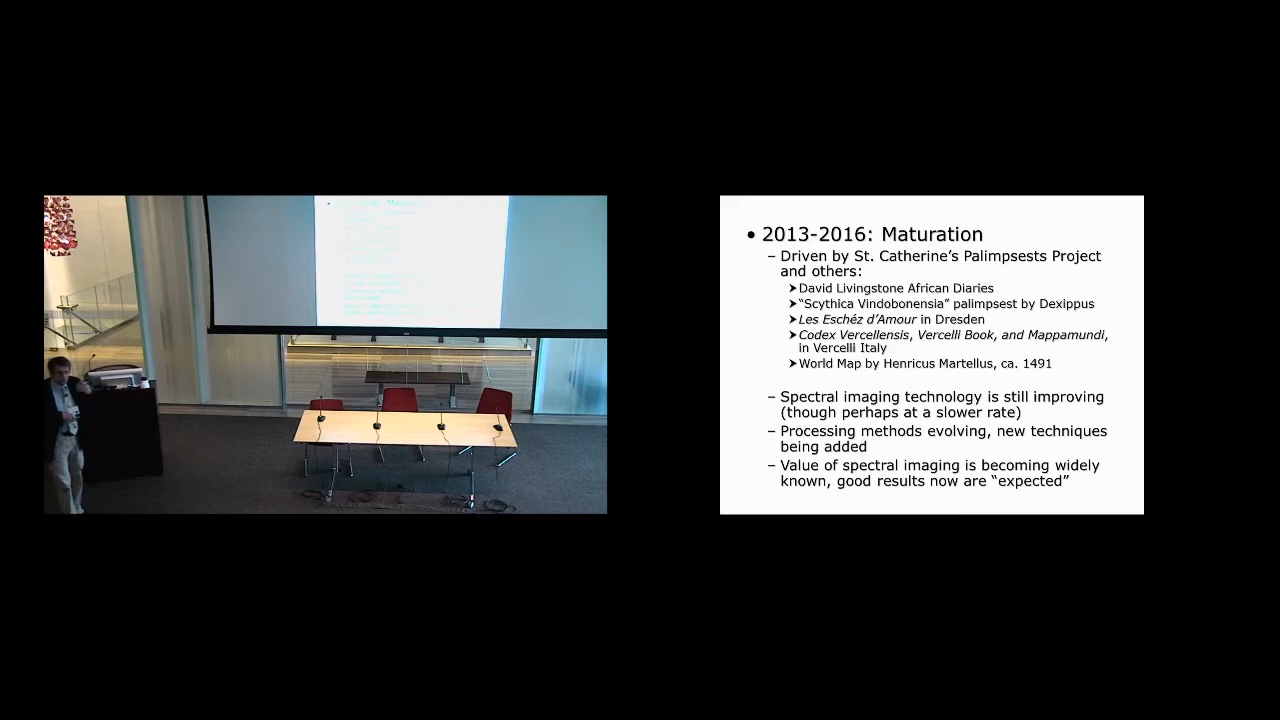 • 2013-2016: Maturation
– Driven by St. Catherine’s Palimpsests Project
and others:
➤David Livingstone African Diaries
➤“Scythica Vindobonensia” palimpsest by Dexippus
➤Les Eschéz d’Amour in Dresden
➤Codex Vercellensis, Vercelli Book, and Mappamundi,
in Vercelli Italy
➤World Map by Henricus Martellus, ca. 1491
– Spectral imaging technology is still improving
(though perhaps at a slower rate)
– Processing methods evolving, new techniques
being added
– Value of spectral imaging is becoming widely
known, good results now are “expected”